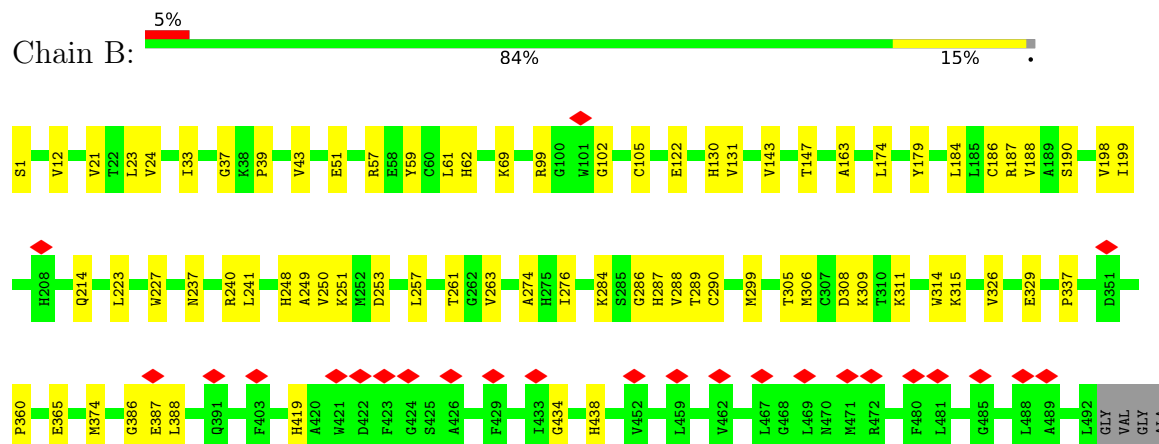 5%
Chain B:
84% 15% •
S1 V12 V21 T22 L23 V24 I33 G37 K38 P39 V43 E51 R57 E58 Y59 C60 L61 H62 K69 R99 G100 W101 G102 C105 E122 H130 V131 V143 T147 A163 L174 Y179 L184 L185 C186 R187 V188 A189 S190 V198 I199
H208 Q214 L223 W227 N237 R240 L241 H248 A249 V250 K251 M252 D253 L257 T261 G262 V263 A274 H275 I276 K284 S285 G286 H287 V288 T289 C290 M299 T305 M306 C307 D308 K309 T310 K311 W314 K315 V326 E329 P337 D351
P360 E365 M374 G386 E387 L388 Q391 F403 H419 A420 W421 D422 F423 G424 S425 A426 F429 I433 G434 H438 V452 L459 V462 L467 G468 L469 N470 M471 R472 F480 L481 G485 L488 A489 L492 GLY VAL GLY